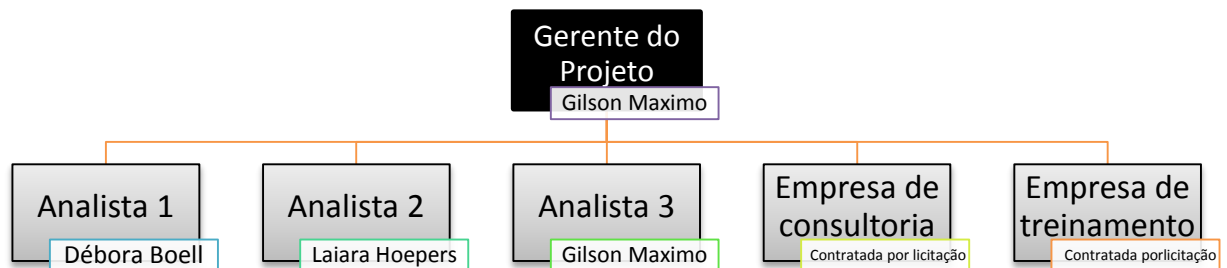 Gerente do
Projeto
Gilson Maximo
Analista 1
Débora Boell
Analista 2
Laiara Hoepers
Analista 3
Gilson Maximo
Empresa de
consultoria
Contratada por licitação
Empresa de
treinamento
Contratada porlicitação